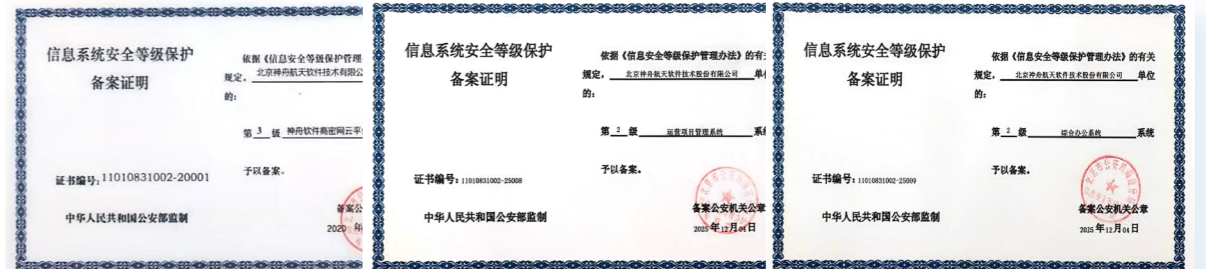 信息系统安全等级保护
备案证明
证书编号:11010831002-20001
中华人民共和国公安部监制
依据《信息安全等级保护管理
规定,北京神舟航天软件技术有限公
的:
第 3 级 神舟软件商密网云平
予以备案。
备案公
2020 年
信息系统安全等级保护
备案证明
证书编号:11010831002-25008
中华人民共和国公安部监制
依据《信息安全等级保护管理办法》的有关
规定,北京神舟航天软件技术股份有限公司 单位
的:
第 2 级 运营项目管理系统 系统
予以备案。
备案公安机关公章
2025 年 12 月 04 日
信息系统安全等级保护
备案证明
证书编号:11010831002-25009
中华人民共和国公安部监制
依据《信息安全等级保护管理办法》的有关
规定,北京神舟航天软件技术股份有限公司 单位
的:
第 2 级 综合办公系统 系统
予以备案。
备案公安机关公章
2025 年 12 月 04 日